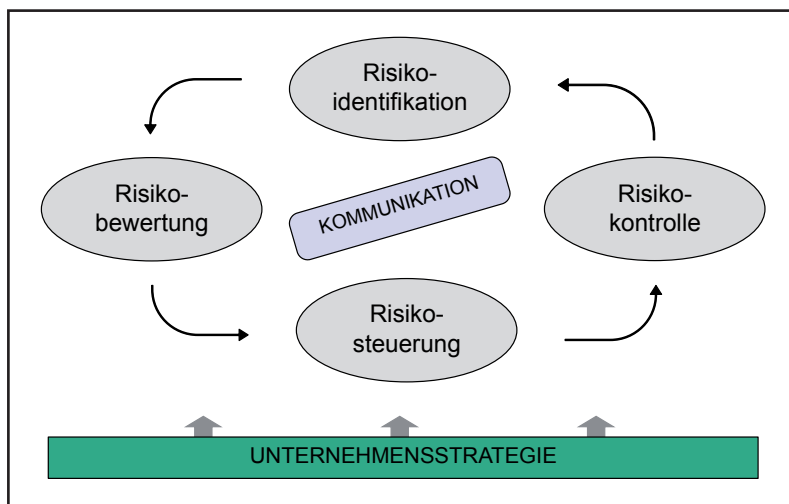 Risiko-
identifikation
Risiko-
bewertung
KOMMUNIKATION
Risiko-
kontrolle
Risiko-
steuerung
UNTERNEHMENSSTRATEGIE